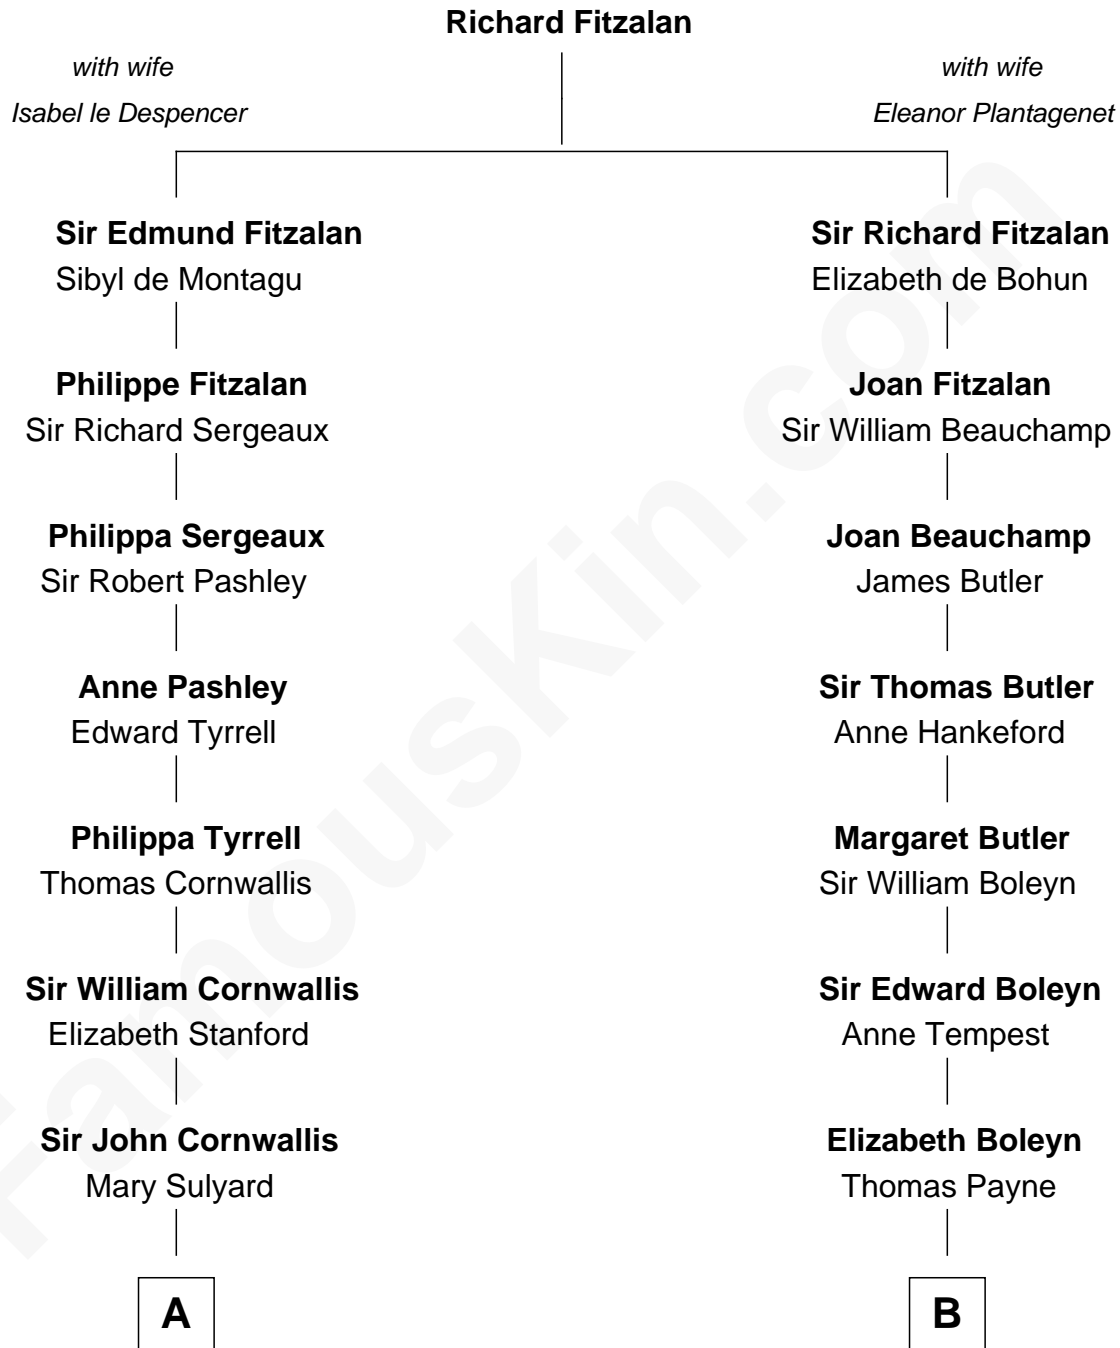 Richard Fitzalan
with wife
Isabel le Despencer
with wife
Eleanor Plantagenet
Sir Edmund Fitzalan
Sibyl de Montagu
Philippe Fitzalan
Sir Richard Sergeaux
Philippa Sergeaux
Sir Robert Pashley
Anne Pashley
Edward Tyrrell
Philippa Tyrrell
Thomas Cornwallis
Sir William Cornwallis
Elizabeth Stanford
Sir John Cornwallis
Mary Sulyard
A
Sir Richard Fitzalan
Elizabeth de Bohun
Joan Fitzalan
Sir William Beauchamp
Joan Beauchamp
James Butler
Sir Thomas Butler
Anne Hankeford
Margaret Butler
Sir William Boleyn
Sir Edward Boleyn
Anne Tempest
Elizabeth Boleyn
Thomas Payne
B
FamousKin.com